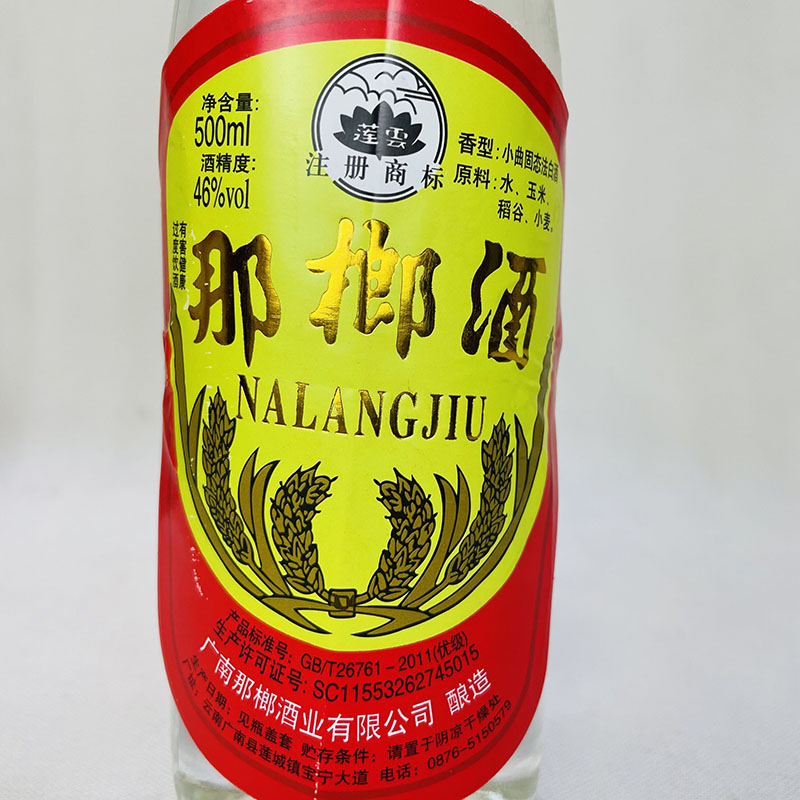 净含量:
500ml
酒精度:
46%vol
莲雲
注册商标
香型:小曲固态法白酒
原料:水、玉米、
稻谷、小麦。
过度饮酒
有害健康
那榔酒
NALANGJIU
产品标准号:GB/T26761-2011(优级)
生产许可证号:SC11553262745015
广南那榔酒业有限公司 酿造
生产日期:见瓶盖套 贮存条件:请置于阴凉干燥处
厂址:云南广南县莲城镇宝宁大道 电话:0876-5150579